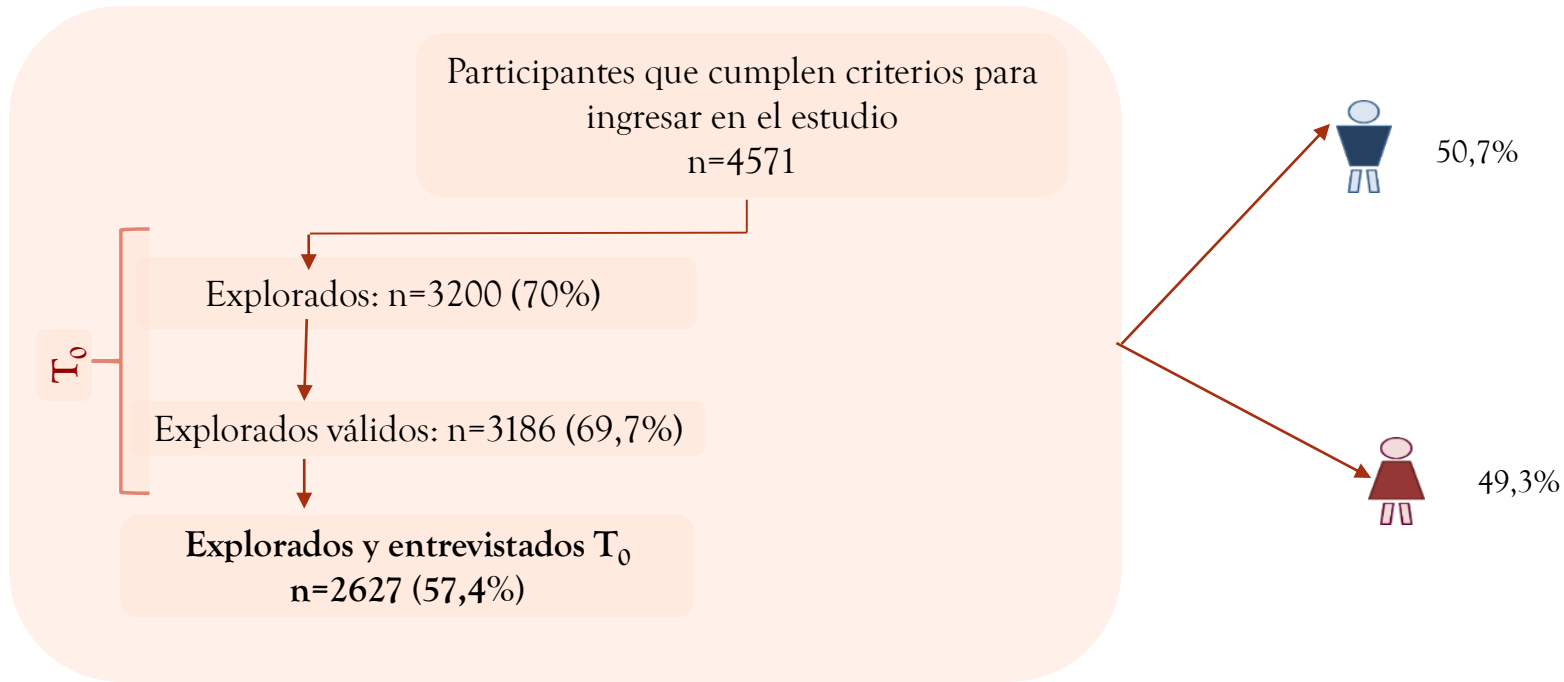 Participantes que cumplen criterios para
ingresar en el estudio
n=4571
50,7%
Explorados: n=3200 (70%)
T₀
Explorados válidos: n=3186 (69,7%)
49,3%
Explorados y entrevistados T₀
n=2627 (57,4%)